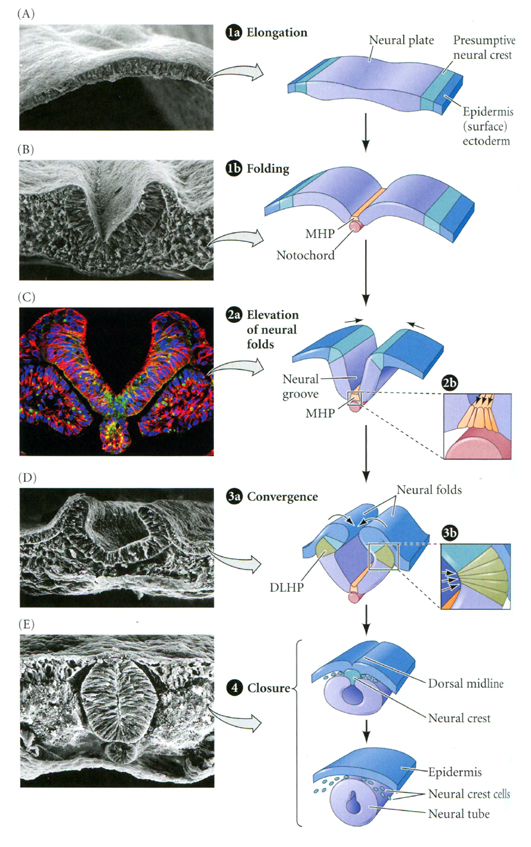 (A)
1a Elongation
Neural plate
Presumptive
neural crest
Epidermis
(surface)
ectoderm
(B)
1b Folding
MHP
Notochord
(C)
2a Elevation
of neural
folds
Neural
groove
MHP
2b
(D)
3a Convergence
Neural folds
3b
DLHP
(E)
4 Closure
Dorsal midline
Neural crest
Epidermis
Neural crest cells
Neural tube